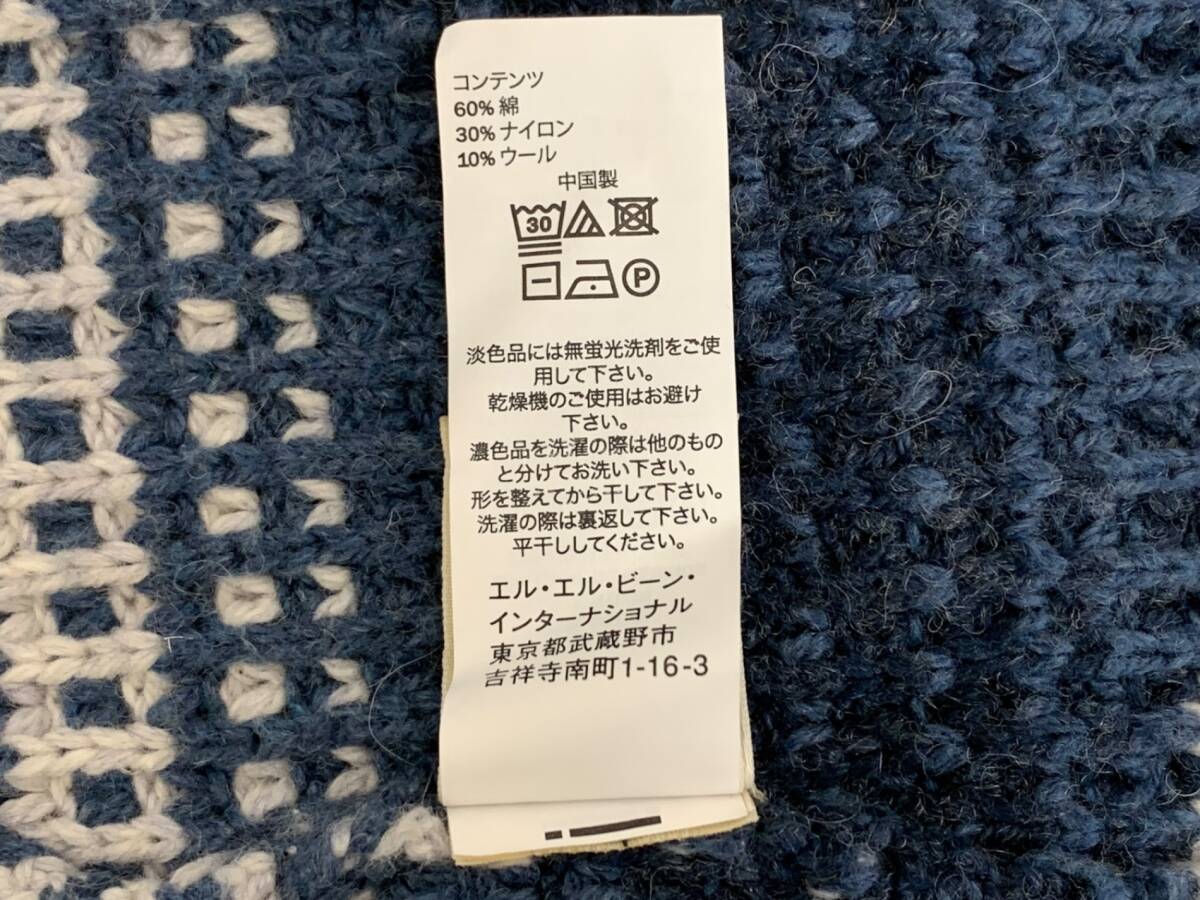 コンテンツ
60% 綿
30% ナイロン
10% ウール
中国製
30
P
淡色品には無蛍光洗剤をご使
用して下さい。
乾燥機のご使用はお避け
下さい。
濃色品を洗濯の際は他のもの
と分けてお洗い下さい。
形を整えてから干して下さい。
洗濯の際は裏返して下さい。
平干ししてください。
エル・エル・ビーン・
インターナショナル
東京都武蔵野市
吉祥寺南町1-16-3